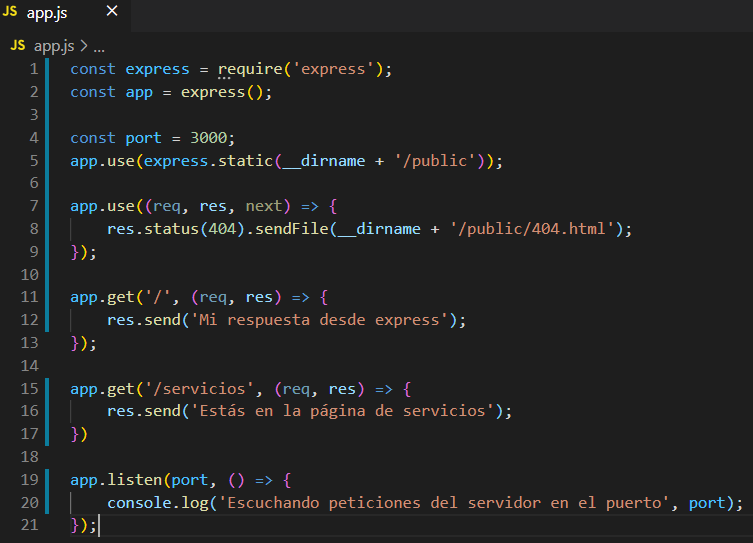 JS app.js ×
JS app.js > ...
1 const express = require('express');
2 const app = express();
3
4 const port = 3000;
5 app.use(express.static(__dirname + '/public'));
6
7 app.use((req, res, next) => {
8     res.status(404).sendFile(__dirname + '/public/404.html');
9 });
10
11 app.get('/', (req, res) => {
12     res.send('Mi respuesta desde express');
13 });
14
15 app.get('/servicios', (req, res) => {
16     res.send('Estás en la página de servicios');
17 })
18
19 app.listen(port, () => {
20     console.log('Escuchando peticiones del servidor en el puerto', port);
21 });